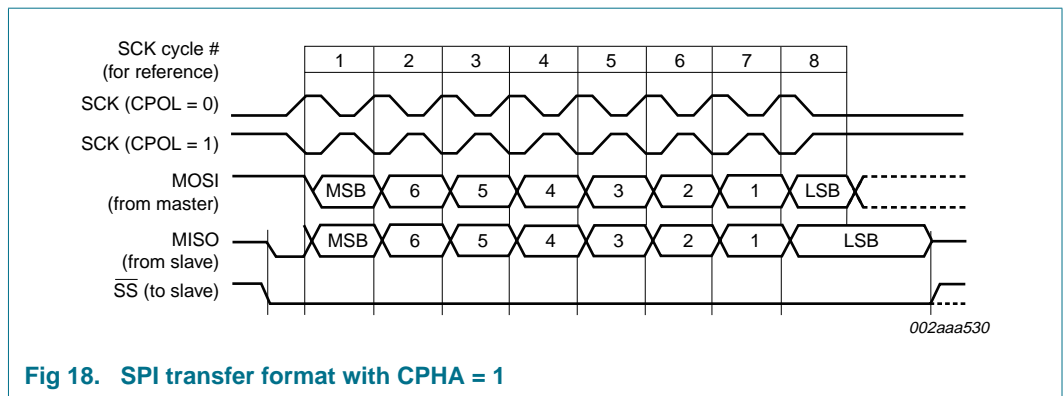 SCK cycle #
(for reference)
1 2 3 4 5 6 7 8
SCK (CPOL = 0)
SCK (CPOL = 1)
MOSI
(from master)
MSB 6 5 4 3 2 1 LSB
MISO
(from slave)
MSB 6 5 4 3 2 1 LSB
SS (to slave)
002aaa530
Fig 18. SPI transfer format with CPHA = 1